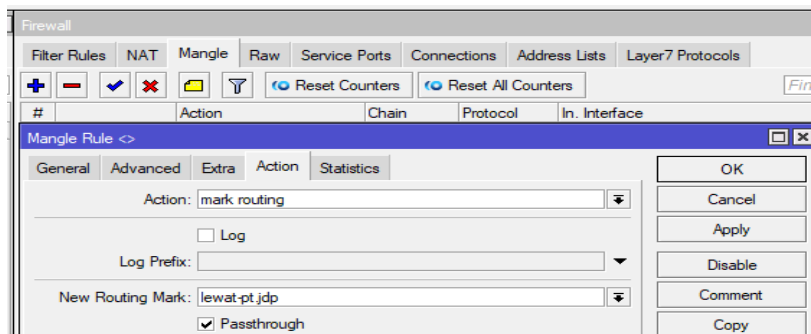 Firewall
Filter Rules NAT Mangle Raw Service Ports Connections Address Lists Layer7 Protocols
Reset Counters Reset All Counters
# Action Chain Protocol In. Interface
Mangle Rule <>
General Advanced Extra Action Statistics OK
Action: mark routing Cancel
Log Apply
Log Prefix: Disable
New Routing Mark: lewat-pt.jdp Comment
Passthrough Copy